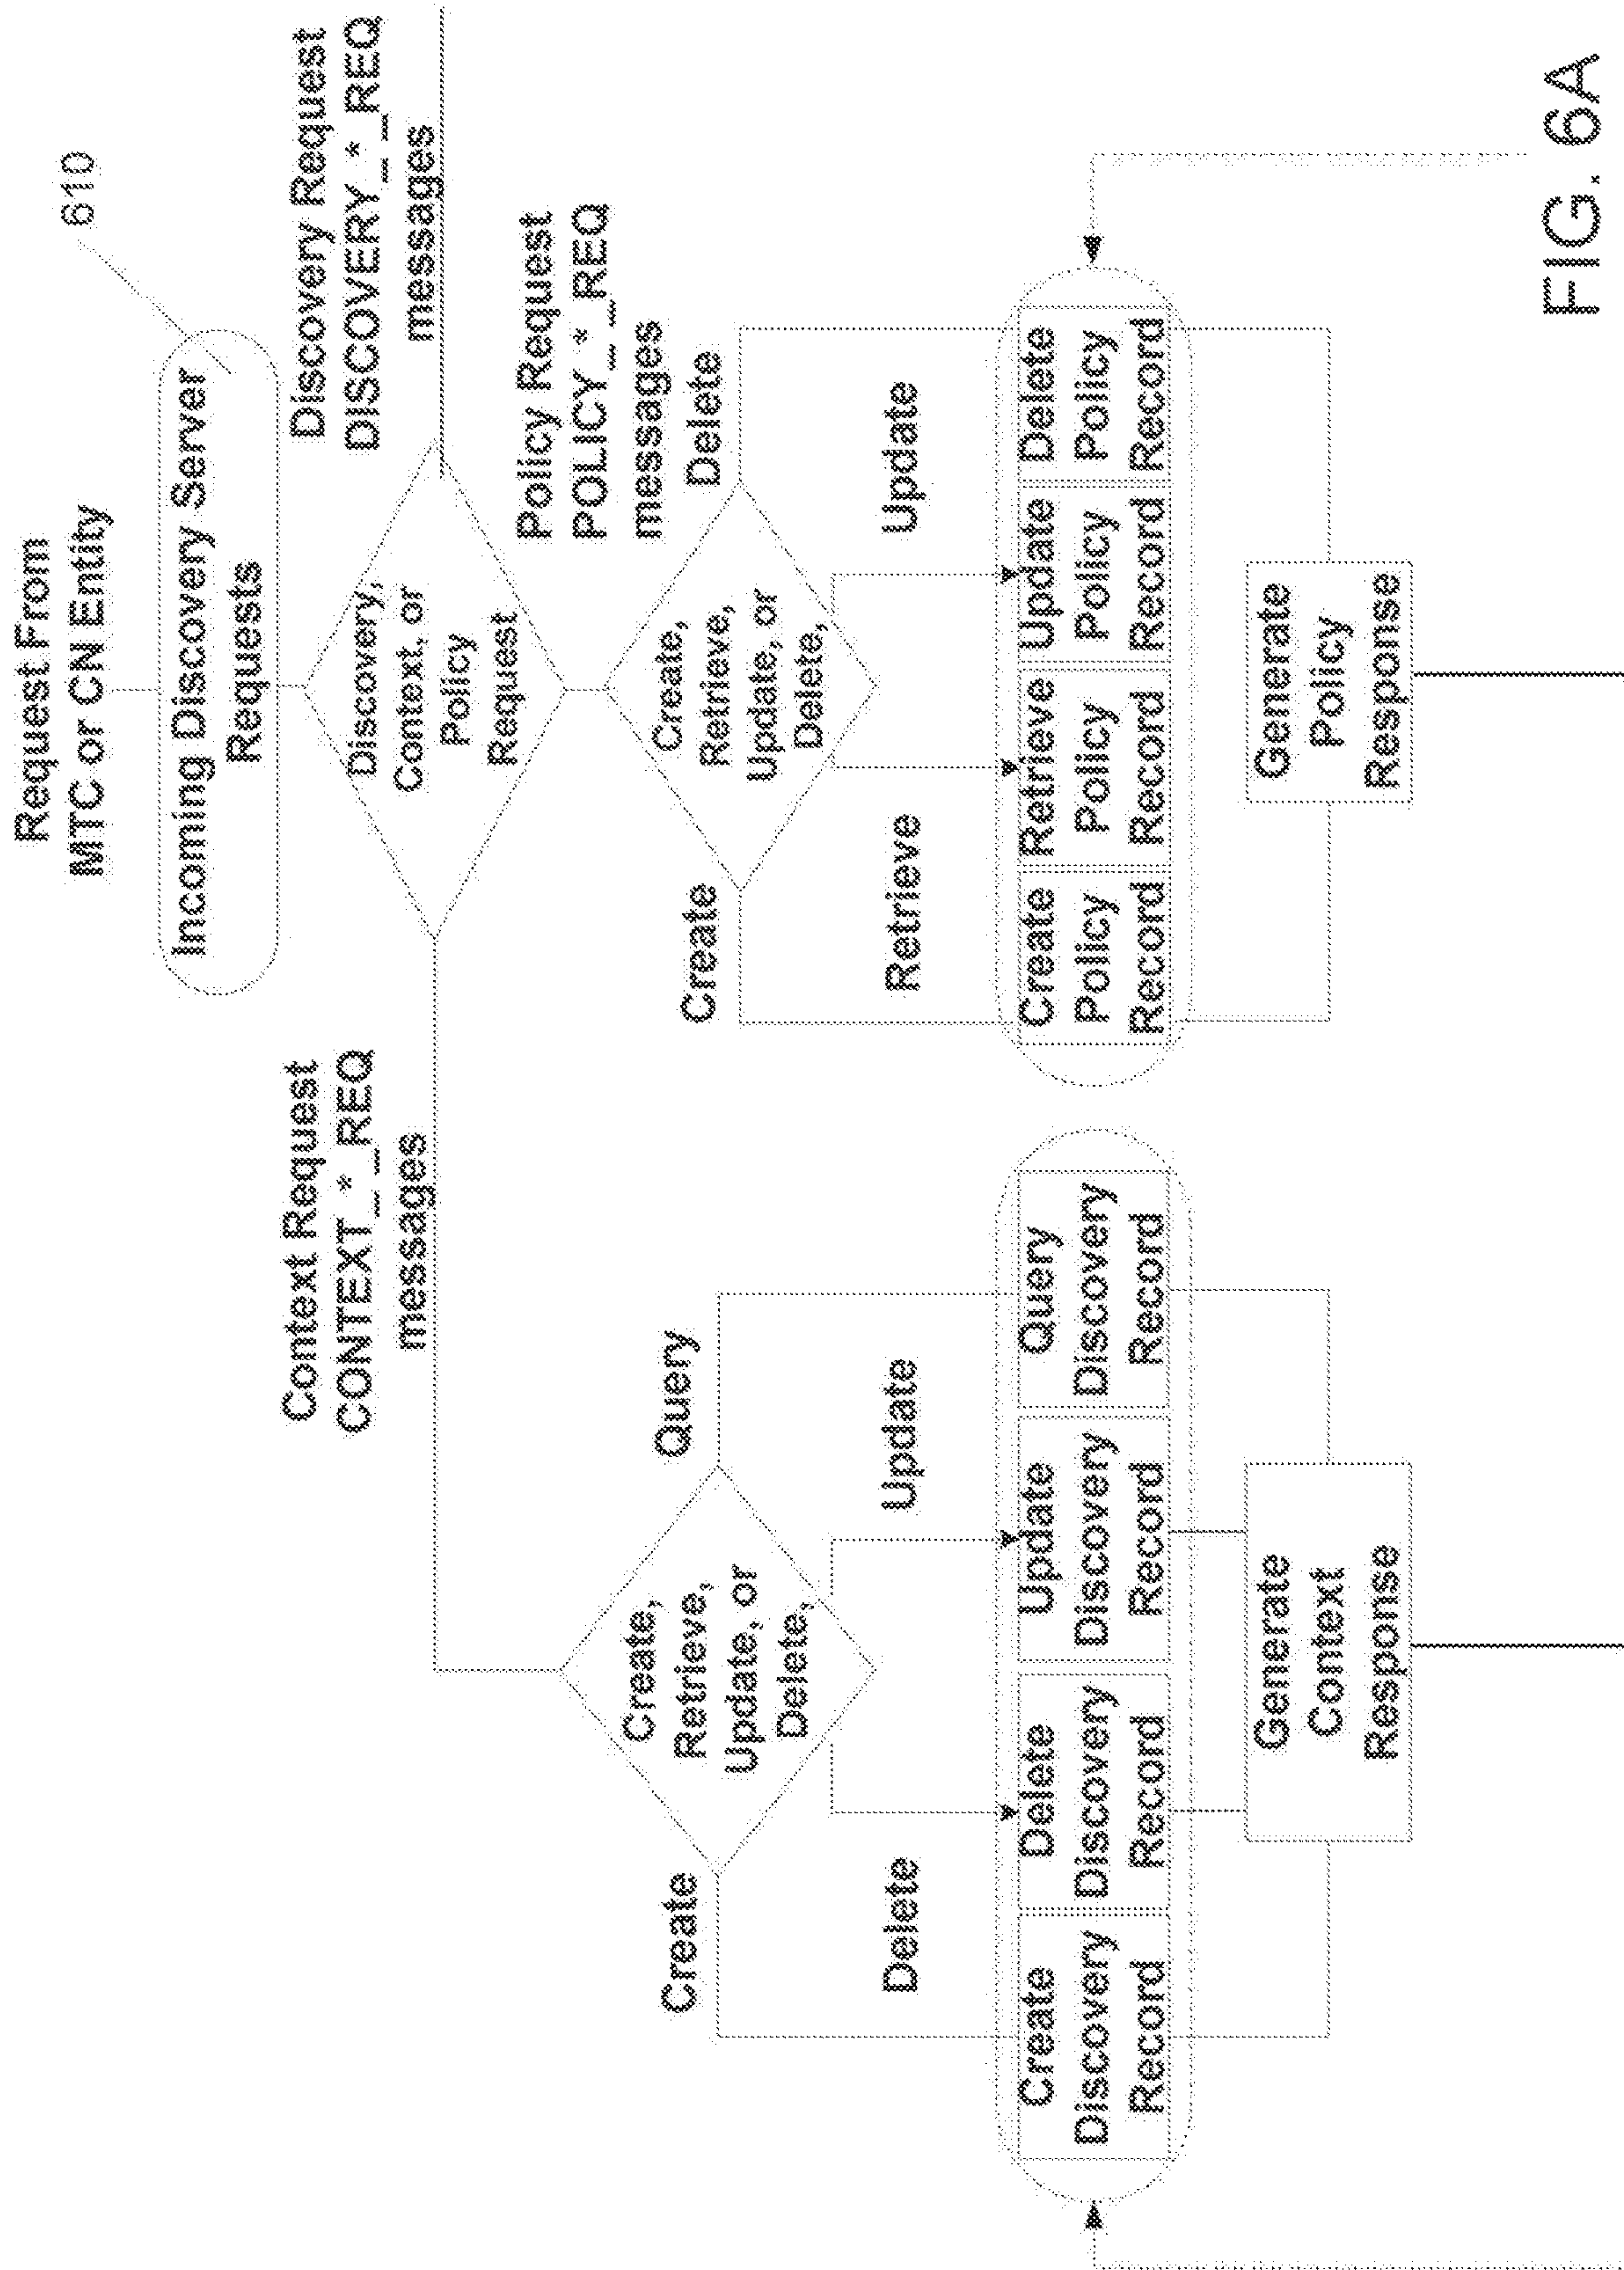 Request From
MTC or CN Entity
610
Incoming Discovery Server
Requests
Discovery Request
DISCOVERY_*_REQ
messages
Context Request
CONTEXT_*_REQ
messages
Discovery,
Context, or
Policy
Request
Policy Request
POLICY_*_REQ
messages
Create
Create,
Retrieve,
Update, or
Delete,
Query
Delete
Update
Create
Create,
Retrieve,
Update, or
Delete,
Delete
Retrieve
Update
Create
Discovery
Record
Delete
Discovery
Record
Update
Discovery
Record
Query
Discovery
Record
Create
Policy
Record
Retrieve
Policy
Record
Update
Policy
Record
Delete
Policy
Record
Generate
Context
Response
Generate
Policy
Response
FIG. 6A